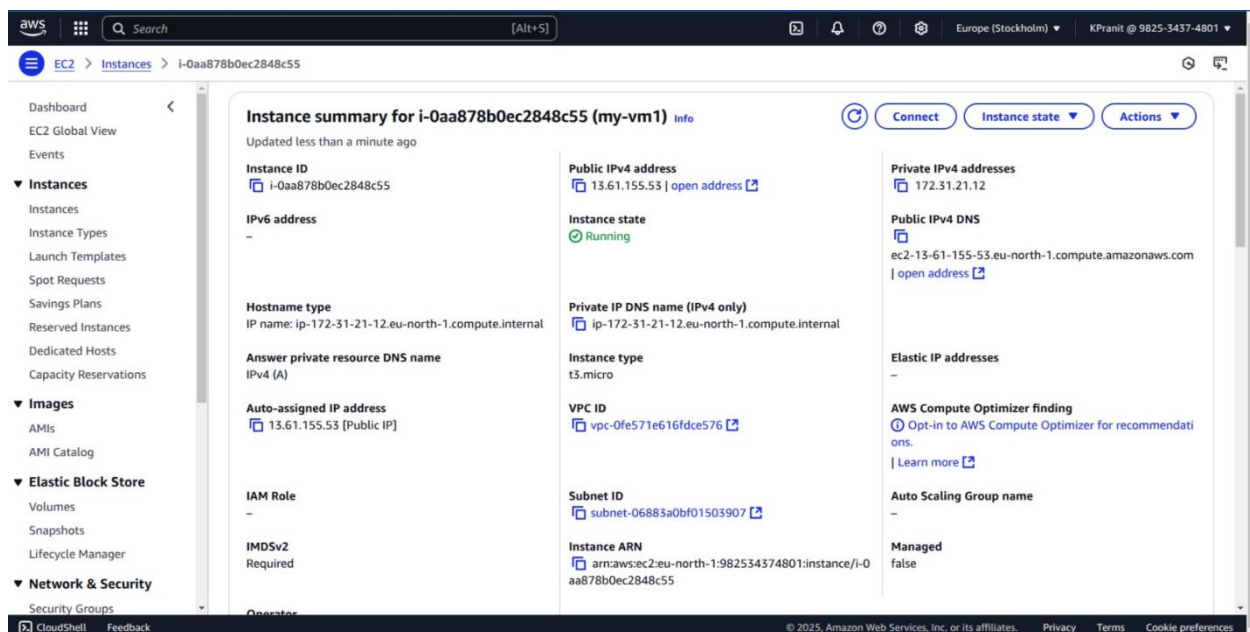 aws
Search [Alt+S]
Europe (Stockholm) ▼ KPranit @ 9825-3437-4801 ▼
EC2 > Instances > i-0aa878b0ec2848c55
Dashboard
EC2 Global View
Events
▼ Instances
Instances
Instance Types
Launch Templates
Spot Requests
Savings Plans
Reserved Instances
Dedicated Hosts
Capacity Reservations
▼ Images
AMIs
AMI Catalog
▼ Elastic Block Store
Volumes
Snapshots
Lifecycle Manager
▼ Network & Security
Security Groups
Instance summary for i-0aa878b0ec2848c55 (my-vm1) Info
Connect Instance state ▼ Actions ▼
Updated less than a minute ago
Instance ID
i-0aa878b0ec2848c55
Public IPv4 address
13.61.155.53 | open address
Private IPv4 addresses
172.31.21.12
IPv6 address
–
Instance state
Running
Public IPv4 DNS
ec2-13-61-155-53.eu-north-1.compute.amazonaws.com
| open address
Hostname type
IP name: ip-172-31-21-12.eu-north-1.compute.internal
Private IP DNS name (IPv4 only)
ip-172-31-21-12.eu-north-1.compute.internal
Answer private resource DNS name
IPv4 (A)
Instance type
t3.micro
Elastic IP addresses
–
Auto-assigned IP address
13.61.155.53 [Public IP]
VPC ID
vpc-0fe571e616fdce576
AWS Compute Optimizer finding
Opt-in to AWS Compute Optimizer for recommendati
ons.
| Learn more
IAM Role
–
Subnet ID
subnet-06883a0bf01503907
Auto Scaling Group name
–
IMDSv2
Required
Instance ARN
arn:aws:ec2:eu-north-1:982534374801:instance/i-0
aa878b0ec2848c55
Managed
false
Operator
CloudShell Feedback
© 2025, Amazon Web Services, Inc. or its affiliates. Privacy Terms Cookie preferences